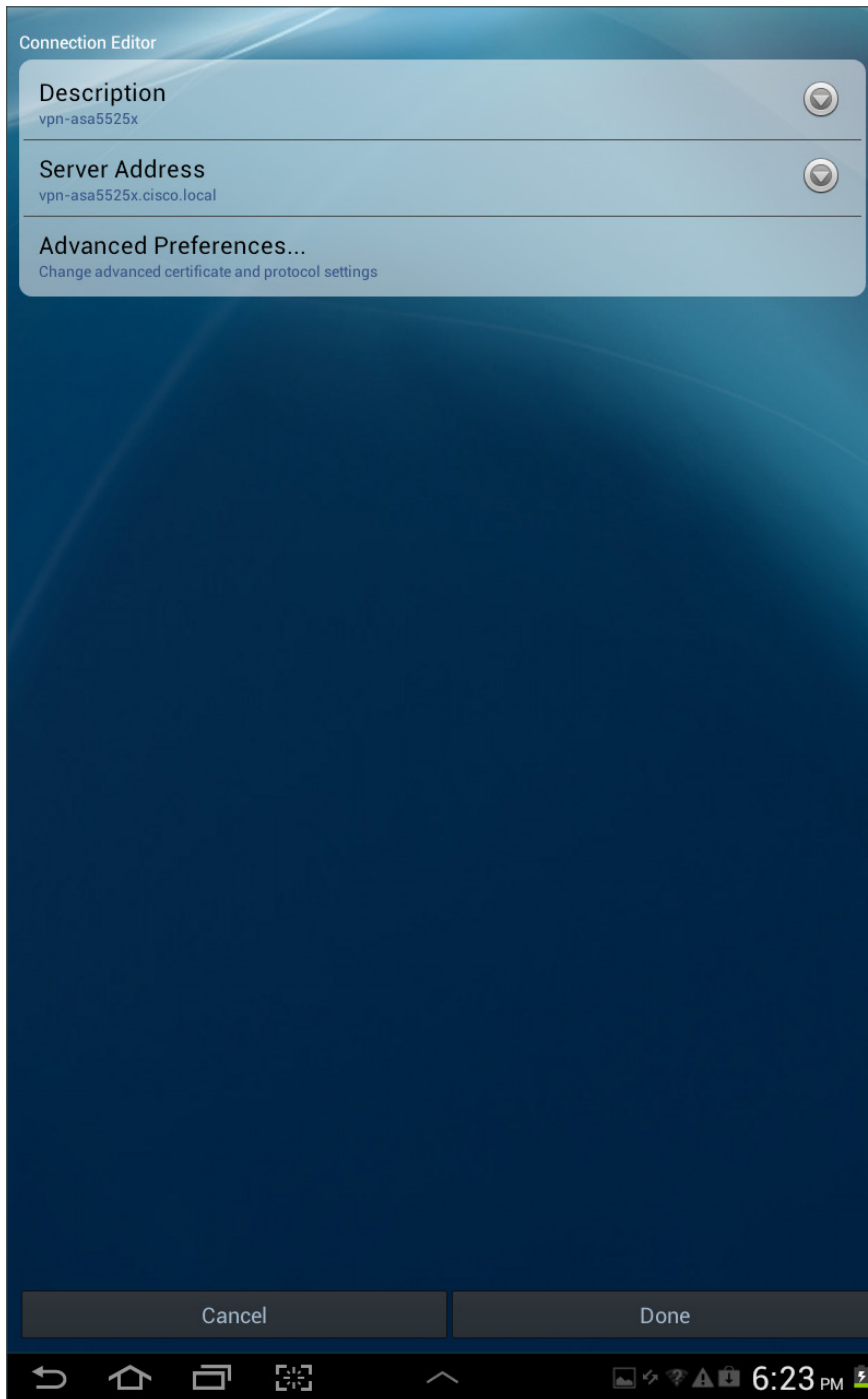 Connection Editor
Description
vpn-asa5525x
Server Address
vpn-asa5525x.cisco.local
Advanced Preferences...
Change advanced certificate and protocol settings
Cancel
Done
6:23 PM